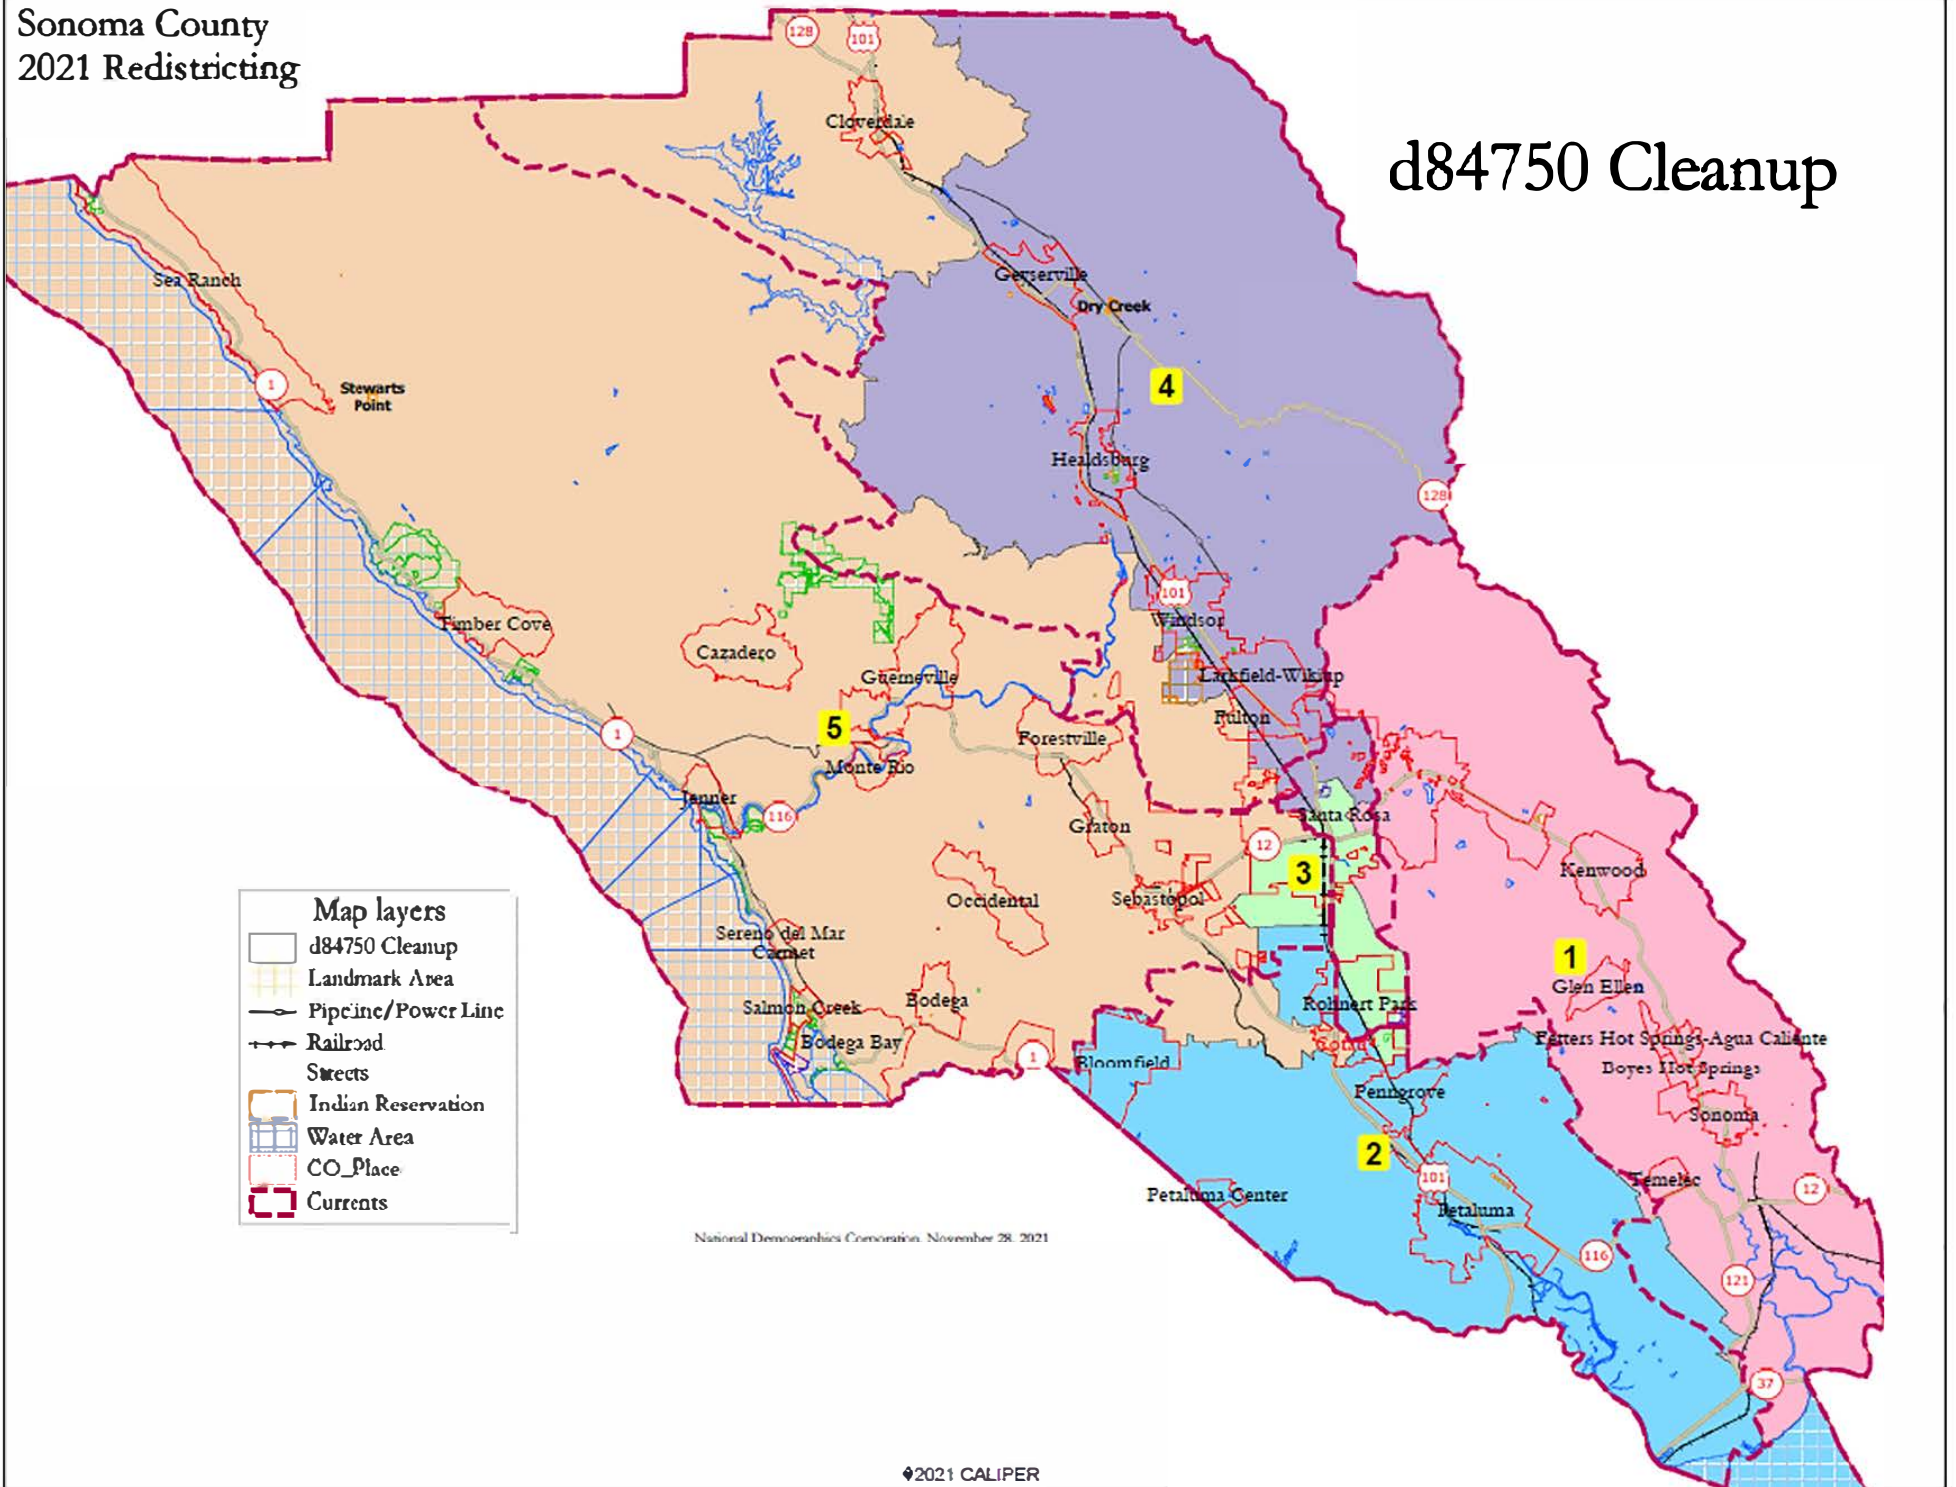 Sonoma County
2021 Redistricting
d84750 Cleanup
128
101
Cloverdale
Sea Ranch
Geyserville
Dry Creek
1
Stewarts
Point
4
Healdsburg
128
101
Timber Cove
Windsor
Cazadero
Guerneville
Larkfield-Wikiup
Fulton
5
1
Forestville
Monte Rio
Jenner
116
Graton
Santa Rosa
12
3
Kenwood
Occidental
Sebastopol
Map layers
d84750 Cleanup
Landmark Area
Pipeline/Power Line
Railroad
Streets
Indian Reservation
Water Area
CO_Place
Currents
Sereno del Mar
Carmet
1
Glen Ellen
Salmon Creek
Bodega
Rohnert Park
Bodega Bay
Cotati
Fetters Hot Springs-Agua Caliente
1
Bloomfield
Boyes Hot Springs
Penngrove
Sonoma
2
101
Temelec
12
Petaluma Center
Petaluma
National Demographics Corporation, November 28, 2021
116
121
37
2021 CALIPER